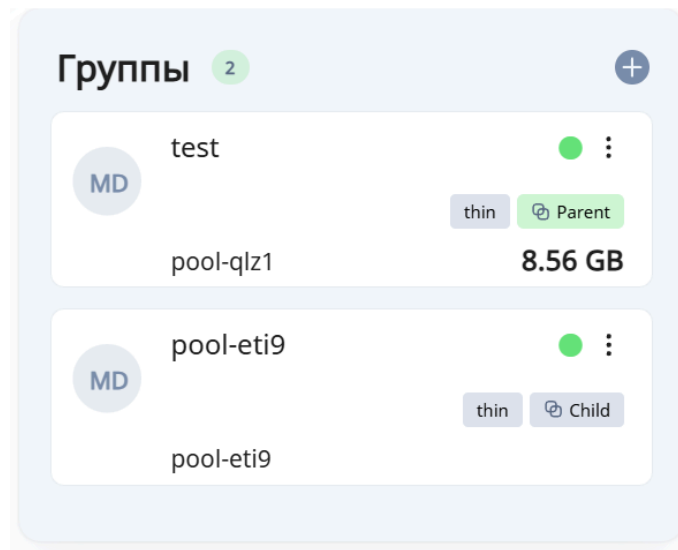 Группы 2
MD test
thin Parent
pool-qlz1 8.56 GB
MD pool-eti9
thin Child
pool-eti9